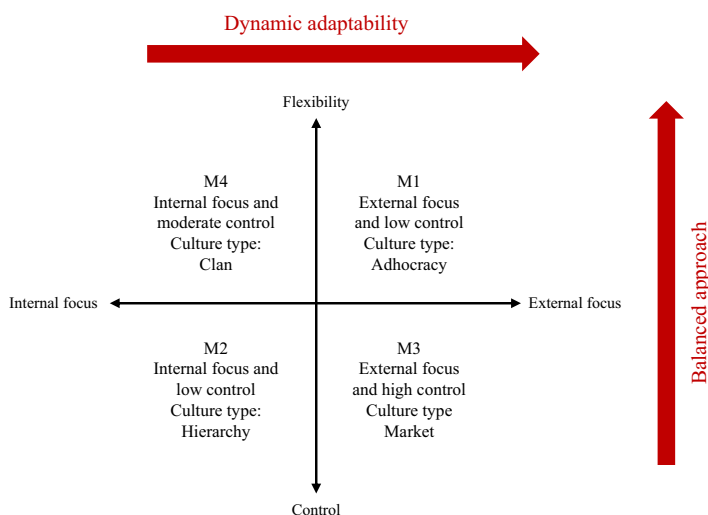 Dynamic adaptability
Flexibility
M4
Internal focus and
moderate control
Culture type:
Clan
M1
External focus
and low control
Culture type:
Adhocracy
Internal focus
External focus
M2
Internal focus and
low control
Culture type:
Hierarchy
M3
External focus
and high control
Culture type
Market
Control
Balanced approach